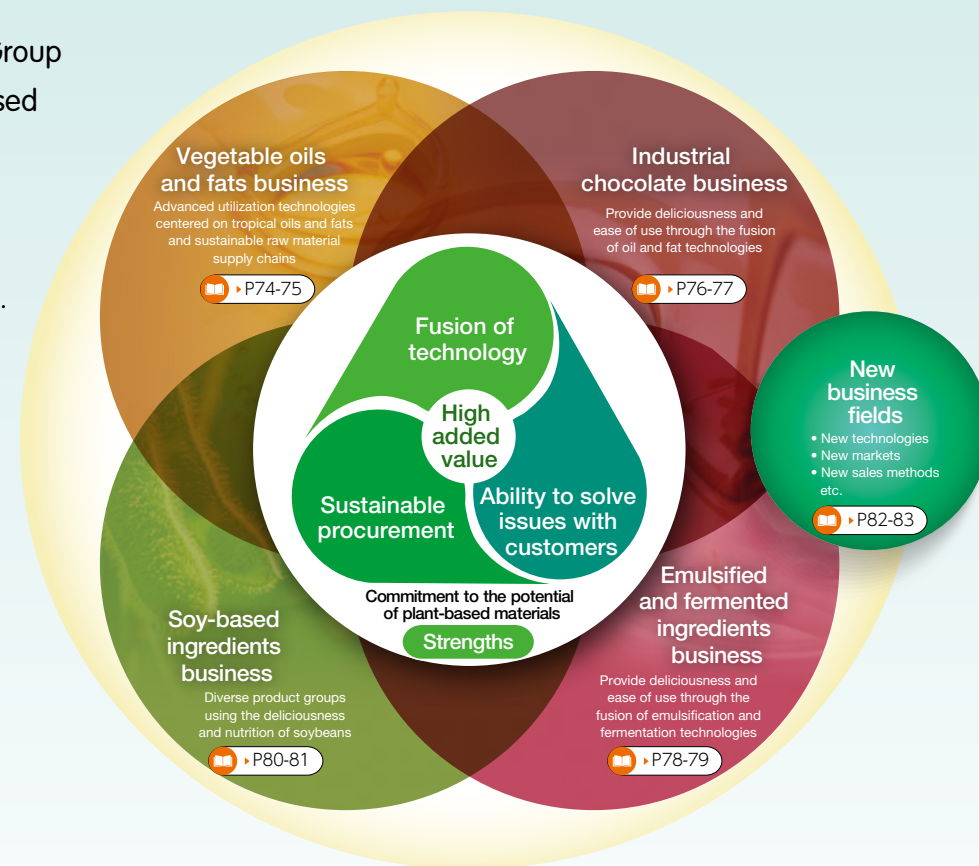 Group
sed
.
Vegetable oils
and fats business
Advanced utilization technologies
centered on tropical oils and fats
and sustainable raw material
supply chains
P74-75
Industrial
chocolate business
Provide deliciousness and
ease of use through the fusion
of oil and fat technologies
P76-77
Fusion of
technology
High
added
value
Sustainable
procurement
Ability to solve
issues with
customers
Commitment to the potential
of plant-based materials
Strengths
New
business
fields
• New technologies
• New markets
• New sales methods
etc.
P82-83
Soy-based
ingredients
business
Diverse product groups
using the deliciousness
and nutrition of soybeans
P80-81
Emulsified
and fermented
ingredients
business
Provide deliciousness and
ease of use through the
fusion of emulsification and
fermentation technologies
P78-79